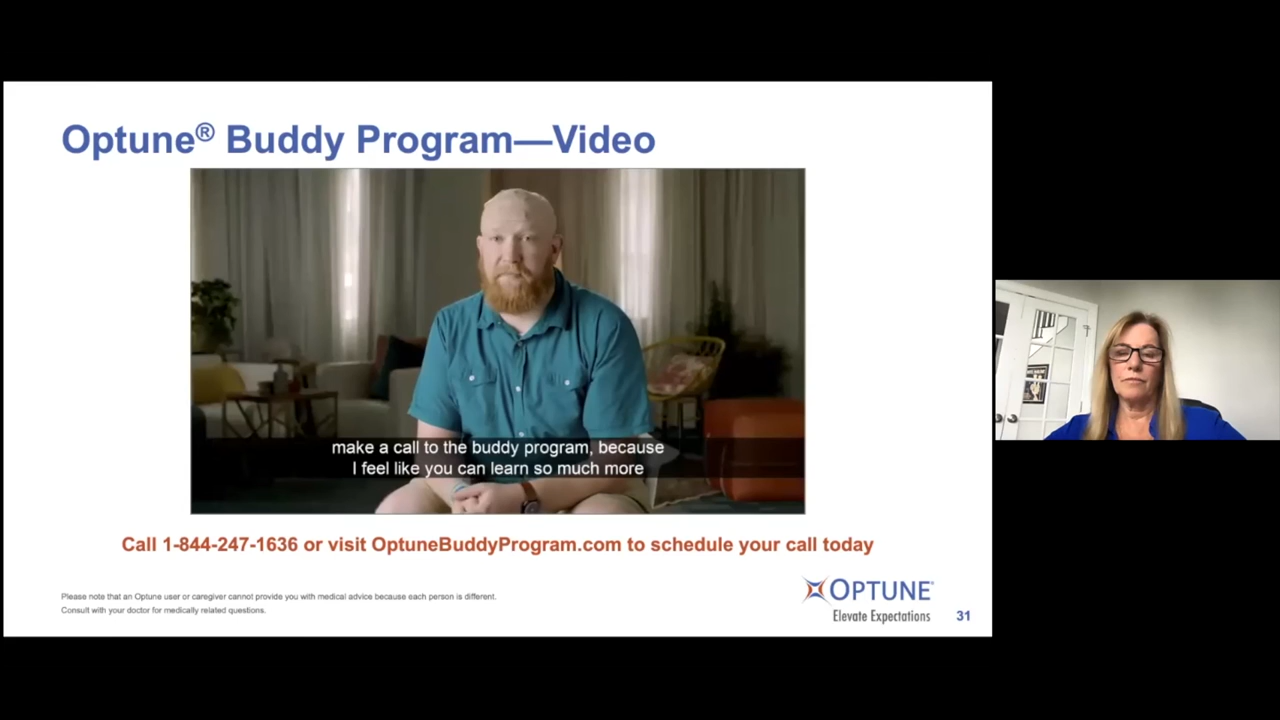 Optune® Buddy Program—Video
make a call to the buddy program, because
I feel like you can learn so much more
Call 1-844-247-1636 or visit OptuneBuddyProgram.com to schedule your call today
Please note that an Optune user or caregiver cannot provide you with medical advice because each person is different.
Consult with your doctor for medically related questions.
OPTUNE®
Elevate Expectations
31